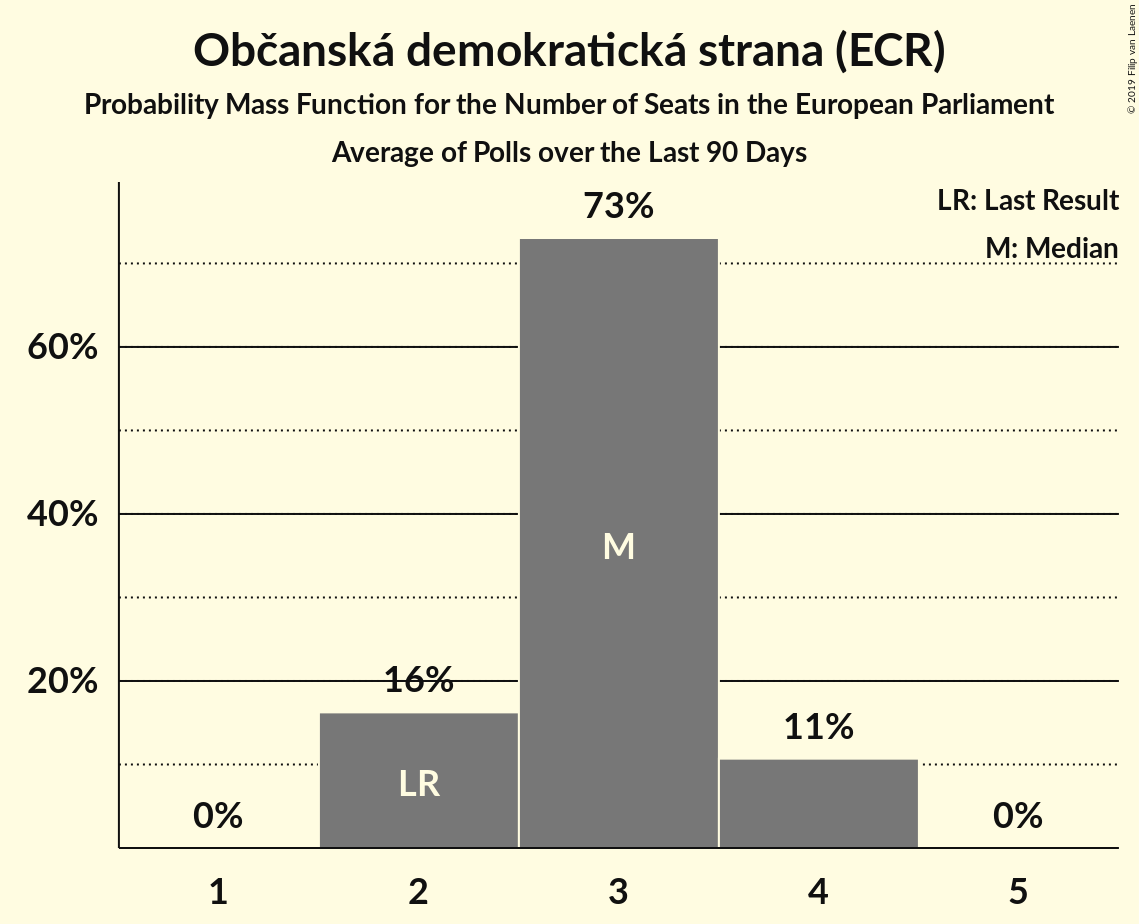 Občanská demokratická strana (ECR)
Probability Mass Function for the Number of Seats in the European Parliament
Average of Polls over the Last 90 Days
© 2019 Filip van Laenen
LR: Last Result
M: Median
73%
60%
40%
M
20%
16%
11%
LR
0%
0%
1 2 3 4 5